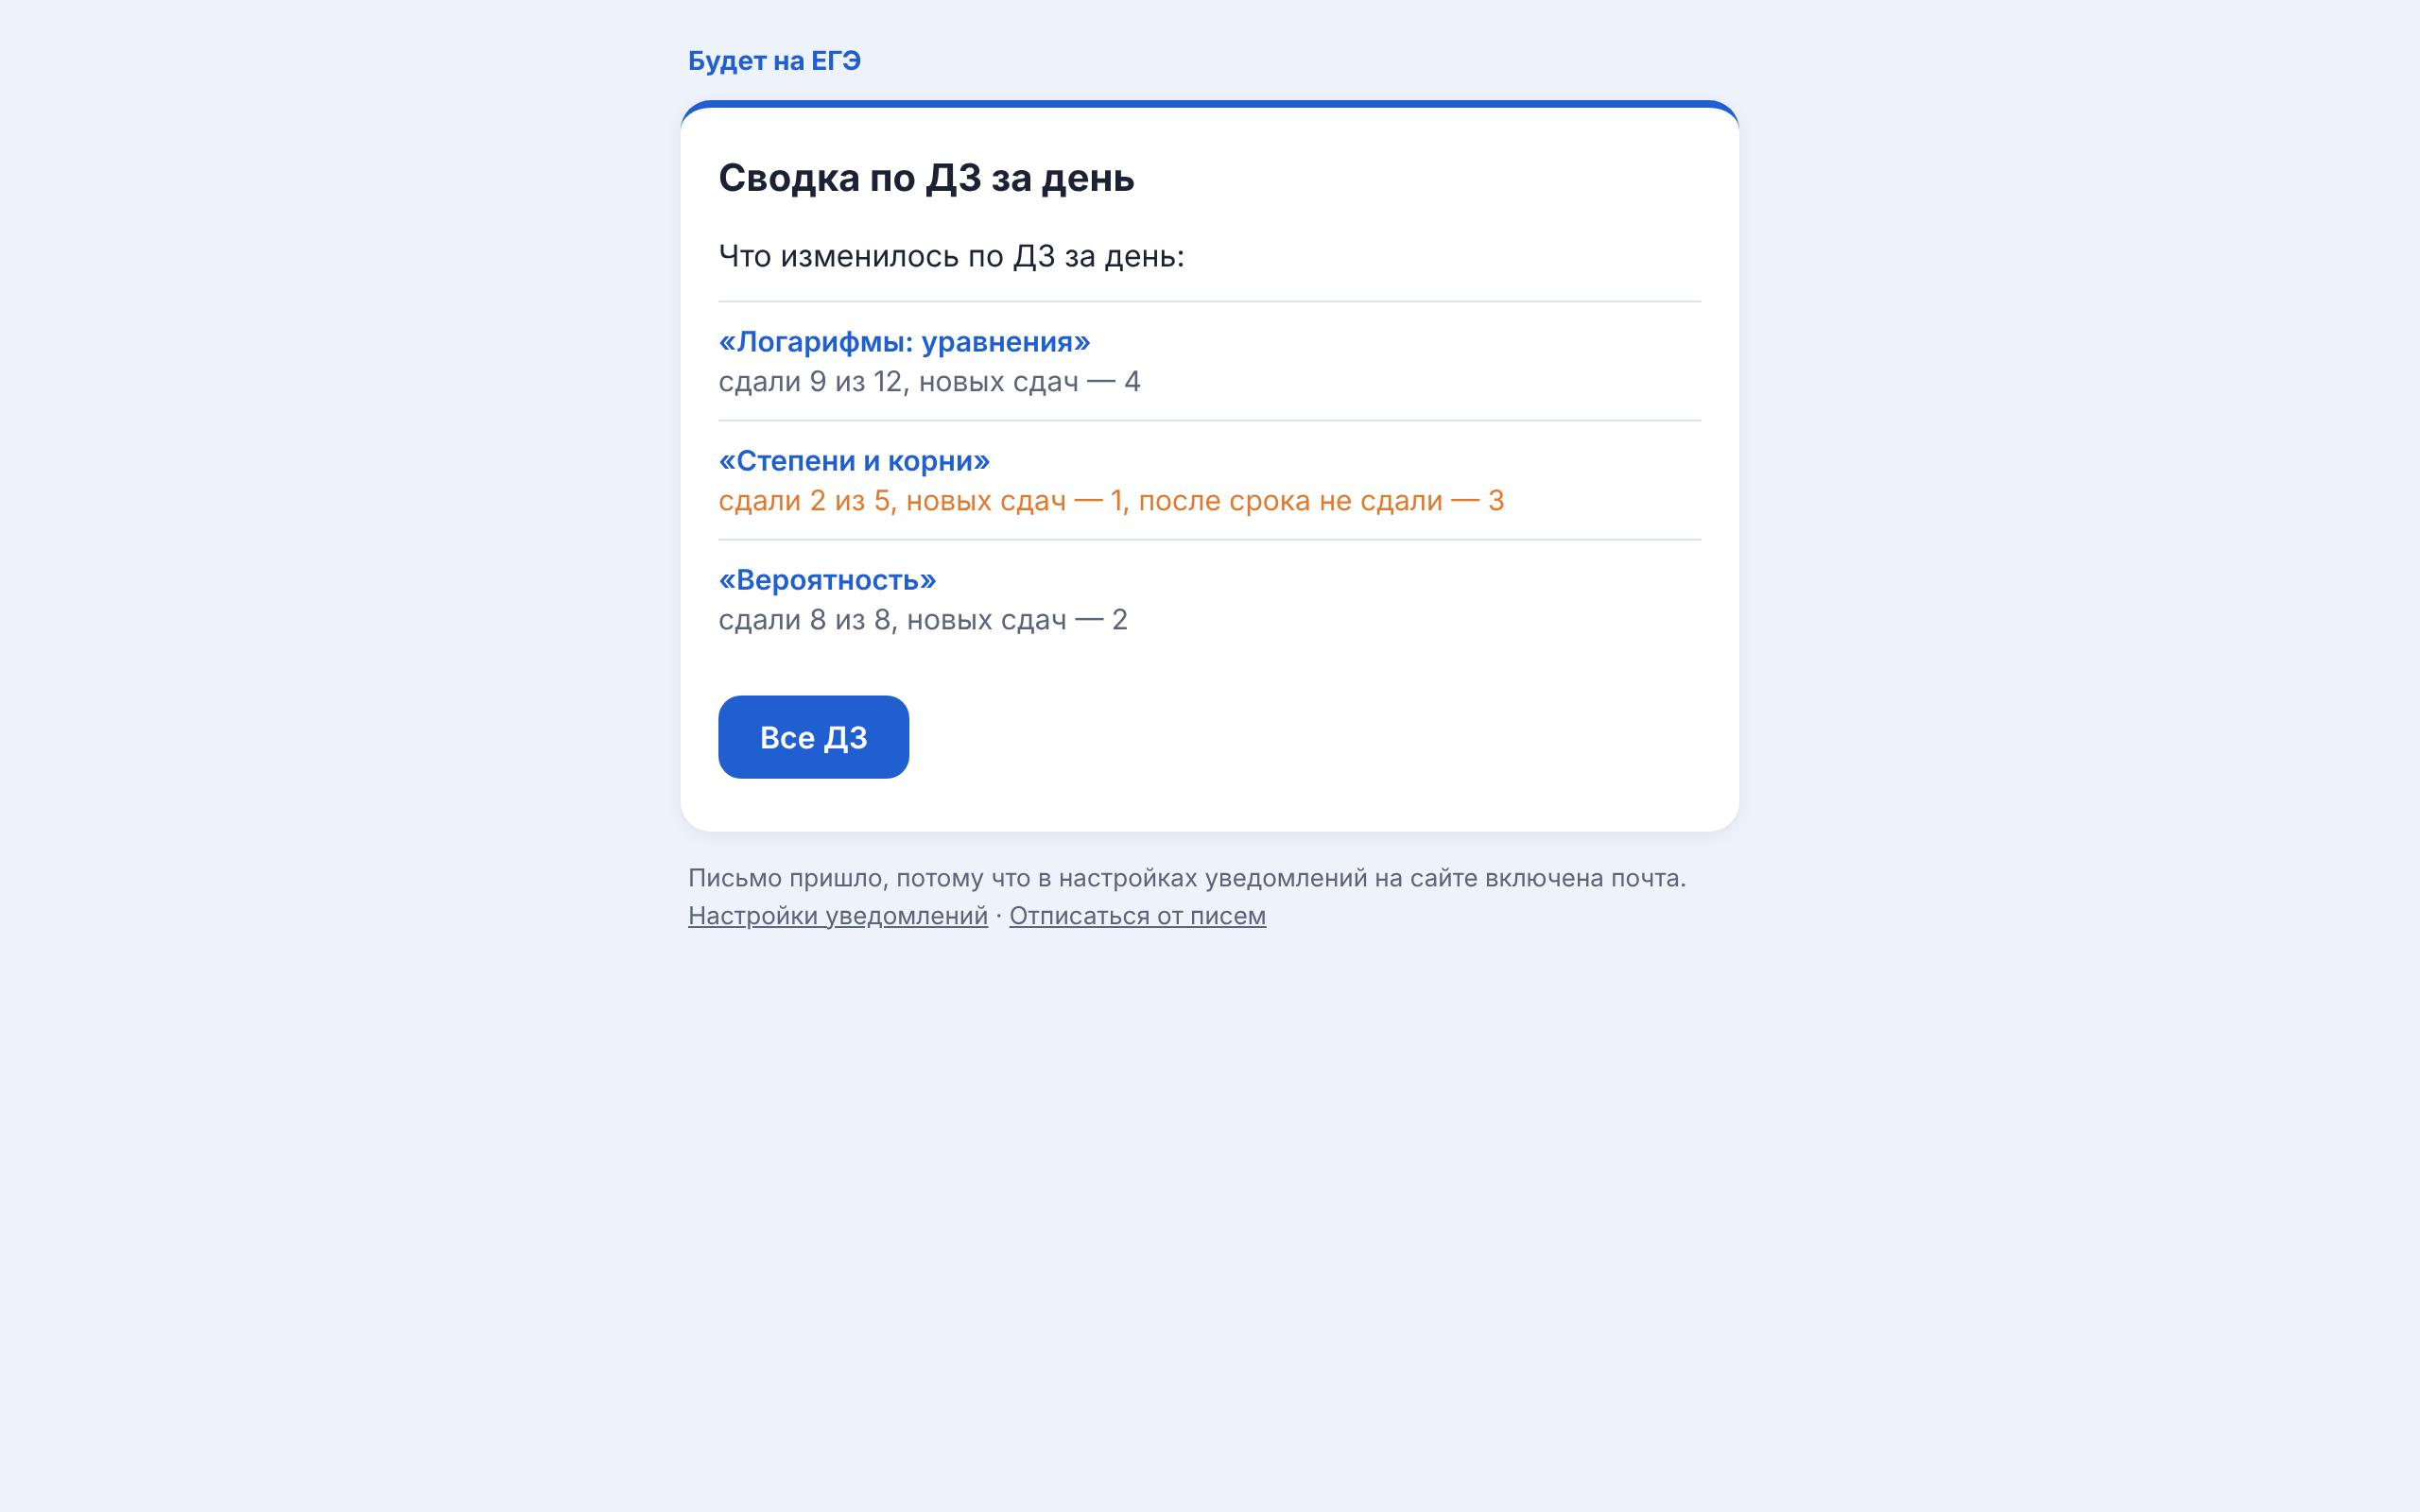 Будет на ЕГЭ
Сводка по ДЗ за день
Что изменилось по ДЗ за день:
«Логарифмы: уравнения»
сдали 9 из 12, новых сдач — 4
«Степени и корни»
сдали 2 из 5, новых сдач — 1, после срока не сдали — 3
«Вероятность»
сдали 8 из 8, новых сдач — 2
Все ДЗ
Письмо пришло, потому что в настройках уведомлений на сайте включена почта.
Настройки уведомлений · Отписаться от писем